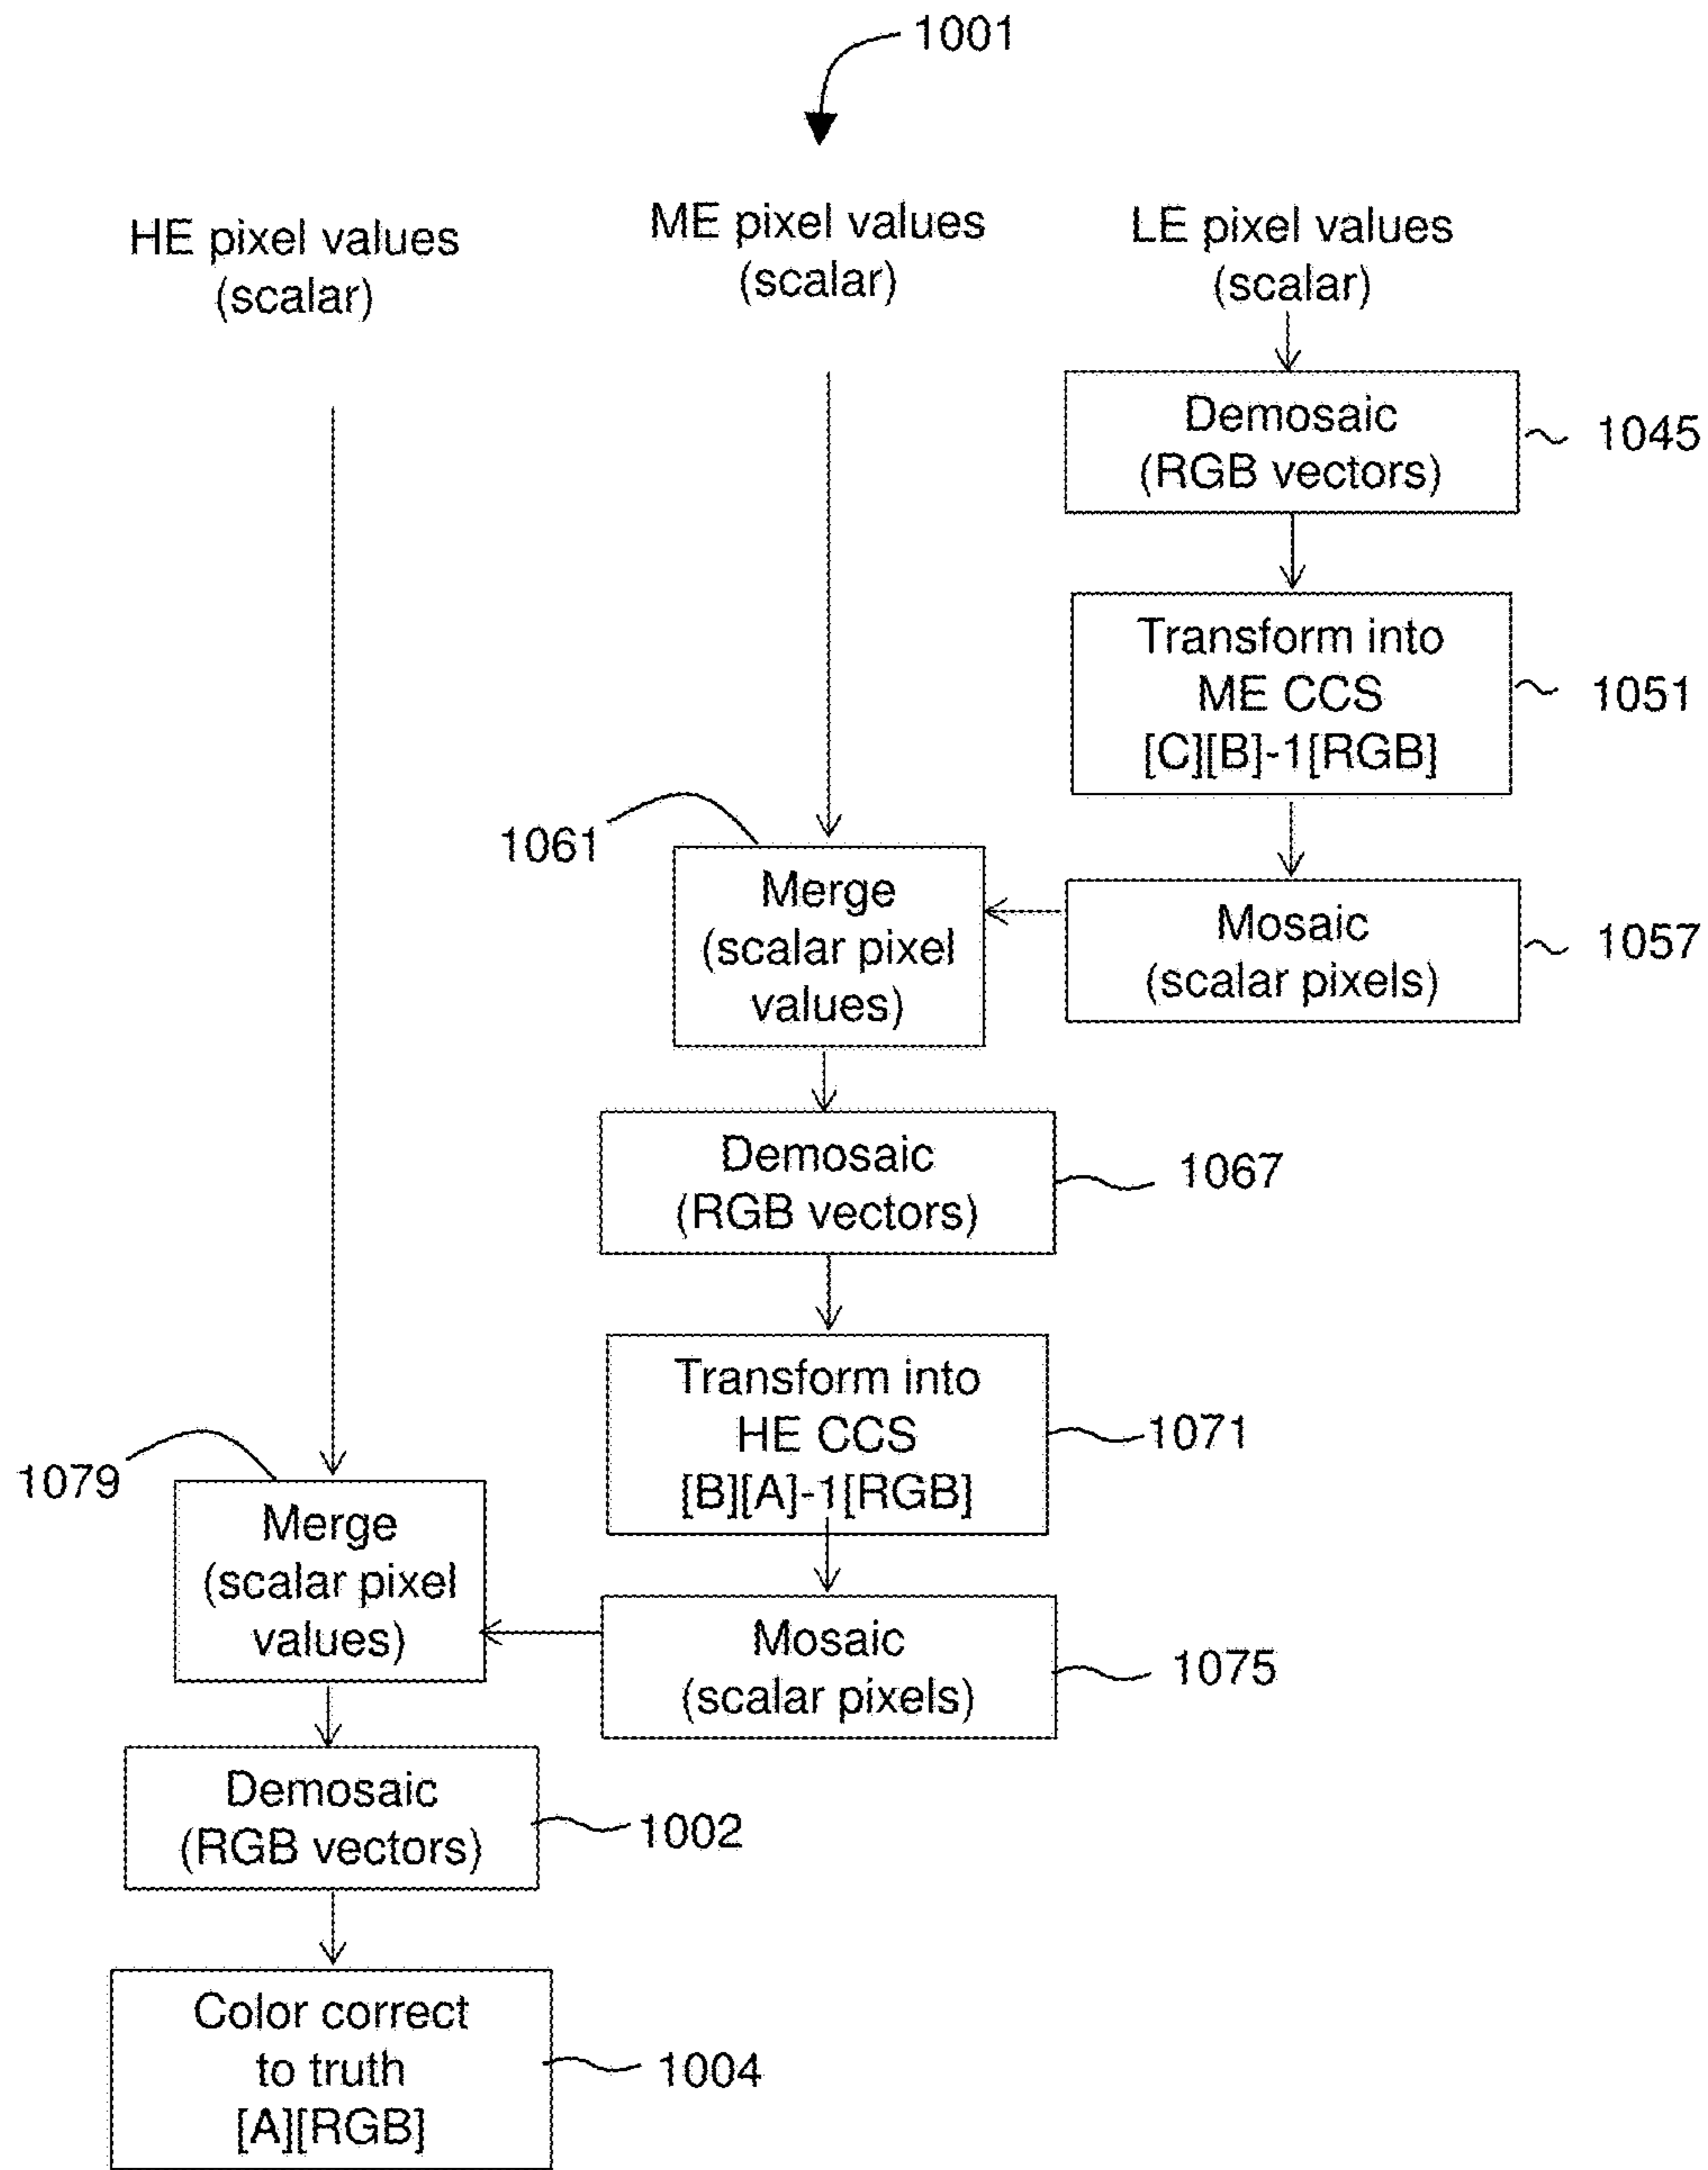 1001
HE pixel values
(scalar)
ME pixel values
(scalar)
LE pixel values
(scalar)
Demosaic
(RGB vectors)
1045
Transform into
ME CCS
[C][B]-1[RGB]
1051
1061
Merge
(scalar pixel
values)
Mosaic
(scalar pixels)
1057
Demosaic
(RGB vectors)
1067
Transform into
HE CCS
[B][A]-1[RGB]
1071
1079
Merge
(scalar pixel
values)
Mosaic
(scalar pixels)
1075
Demosaic
(RGB vectors)
1002
Color correct
to truth
[A][RGB]
1004